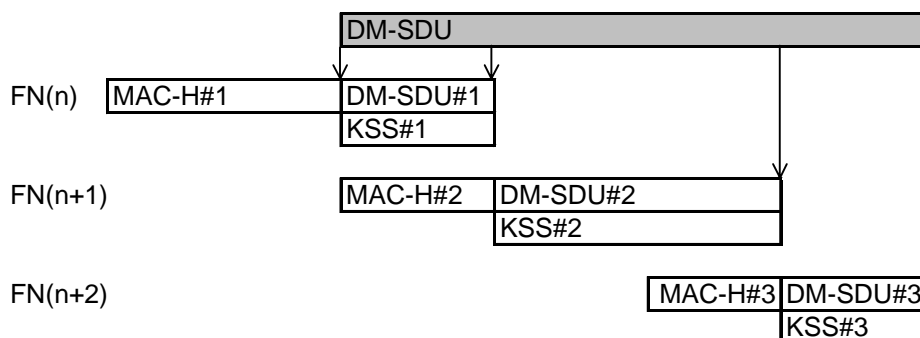 DM-SDU
FN(n) MAC-H#1 DM-SDU#1
KSS#1
FN(n+1) MAC-H#2 DM-SDU#2
KSS#2
FN(n+2) MAC-H#3 DM-SDU#3
KSS#3